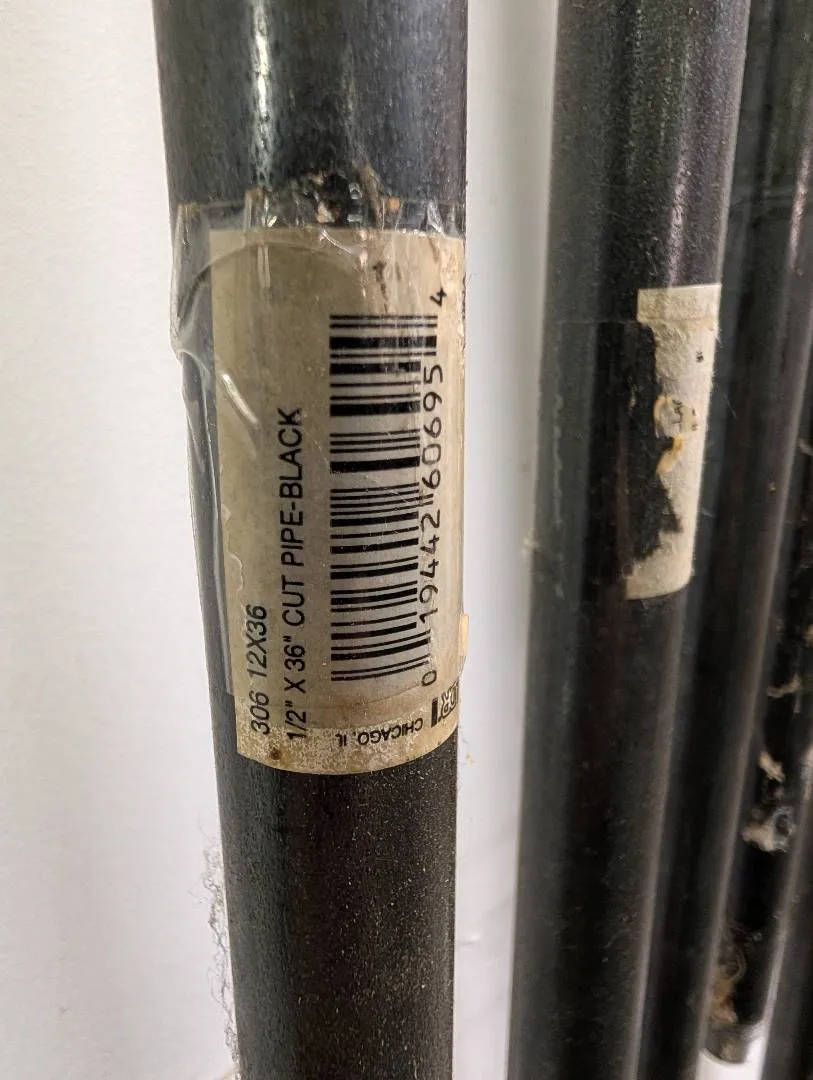 306 12X36
1/2" X 36" CUT PIPE-BLACK
0 19442 60695 4
CHICAGO, IL